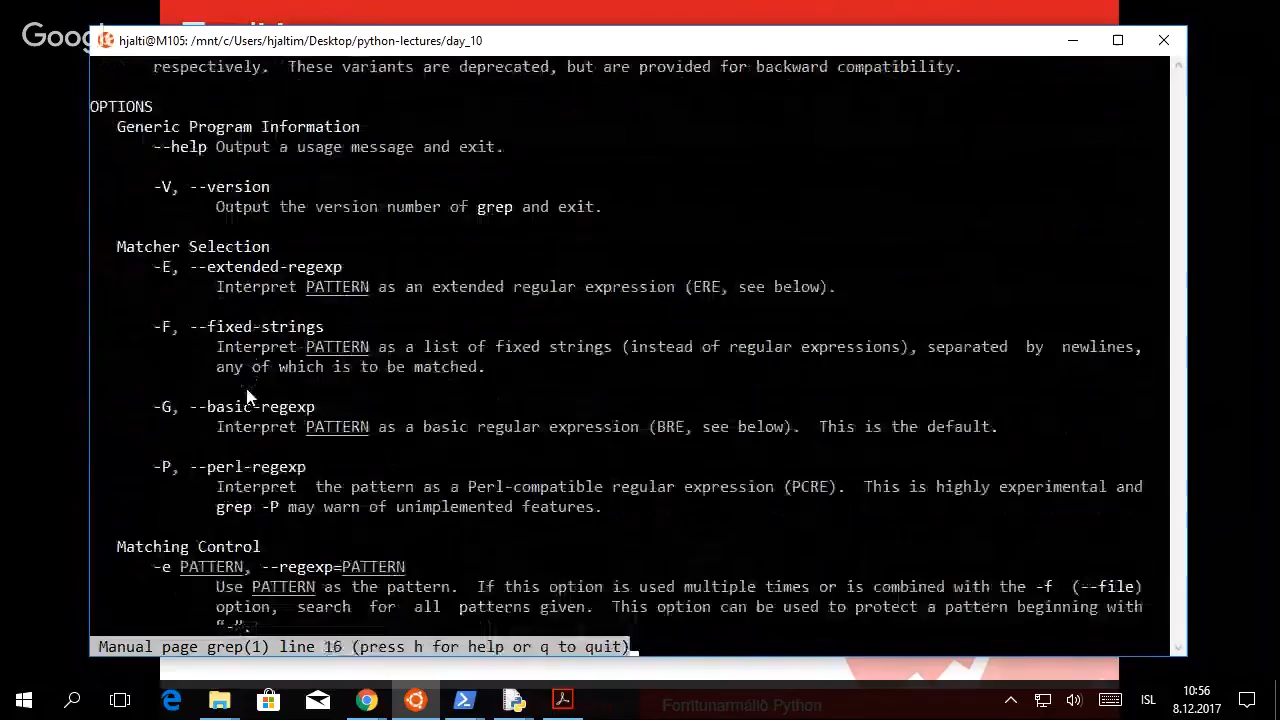 Goog
hjalti@M105: /mnt/c/Users/hjaltim/Desktop/python-lectures/day_10
respectively. These variants are deprecated, but are provided for backward compatibility.
OPTIONS
Generic Program Information
--help Output a usage message and exit.
-V, --version
Output the version number of grep and exit.
Matcher Selection
-E, --extended-regexp
Interpret PATTERN as an extended regular expression (ERE, see below).
-F, --fixed-strings
Interpret PATTERN as a list of fixed strings (instead of regular expressions), separated by newlines,
any of which is to be matched.
-G, --basic-regexp
Interpret PATTERN as a basic regular expression (BRE, see below). This is the default.
-P, --perl-regexp
Interpret the pattern as a Perl-compatible regular expression (PCRE). This is highly experimental and
grep -P may warn of unimplemented features.
Matching Control
-e PATTERN, --regexp=PATTERN
Use PATTERN as the pattern. If this option is used multiple times or is combined with the -f (--file)
option, search for all patterns given. This option can be used to protect a pattern beginning with
“-”.
Manual page grep(1) line 16 (press h for help or q to quit)
Forritunarmálið Python
ISL
10:56
8.12.2017